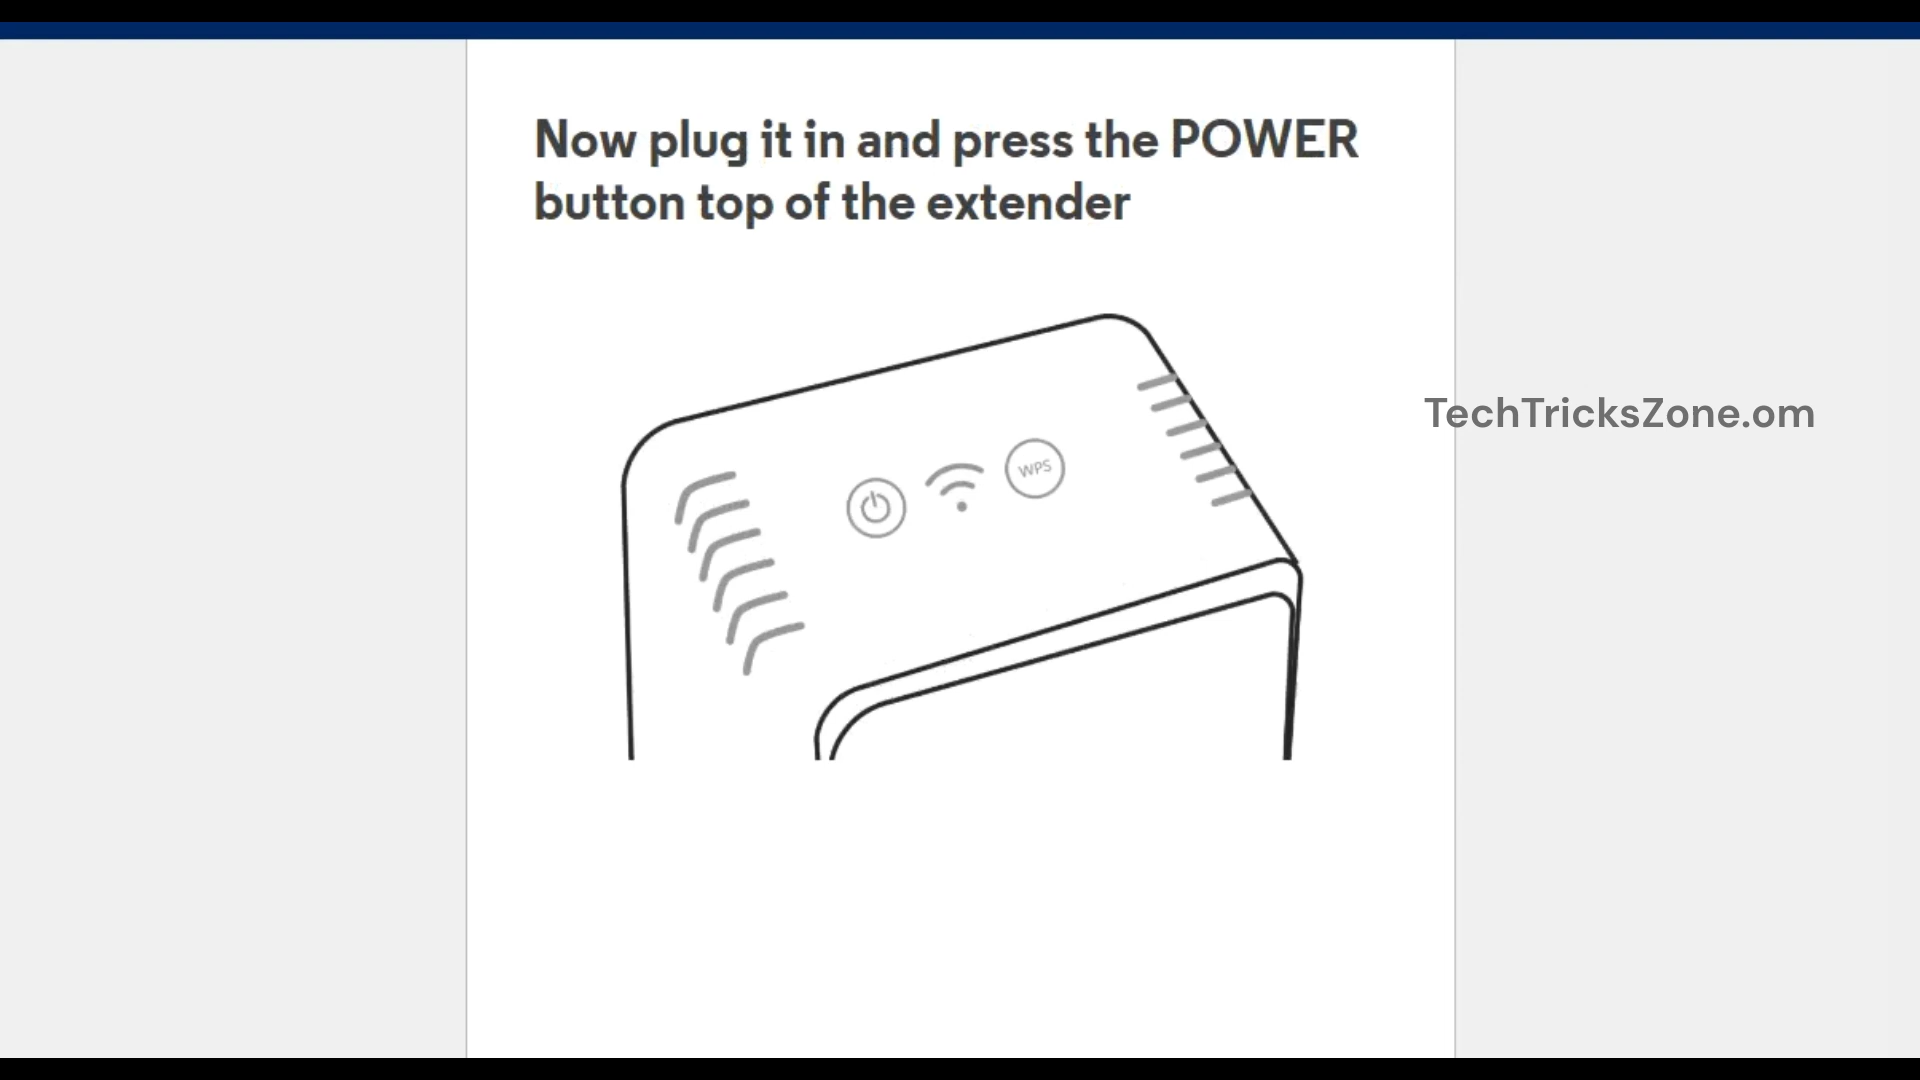 Now plug it in and press the POWER
button top of the extender
WPS
TechTricksZone.om